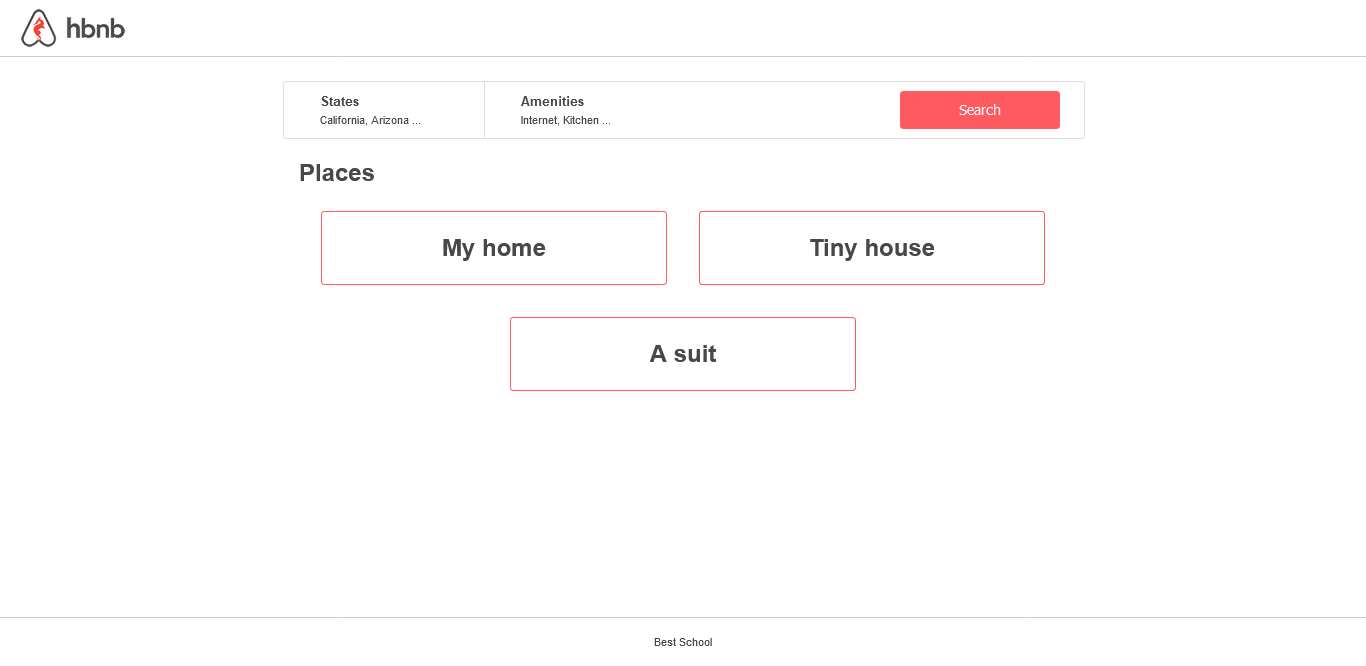 hbnb
States
California, Arizona ...
Amenities
Internet, Kitchen ...
Search
Places
My home
Tiny house
A suit
Best School